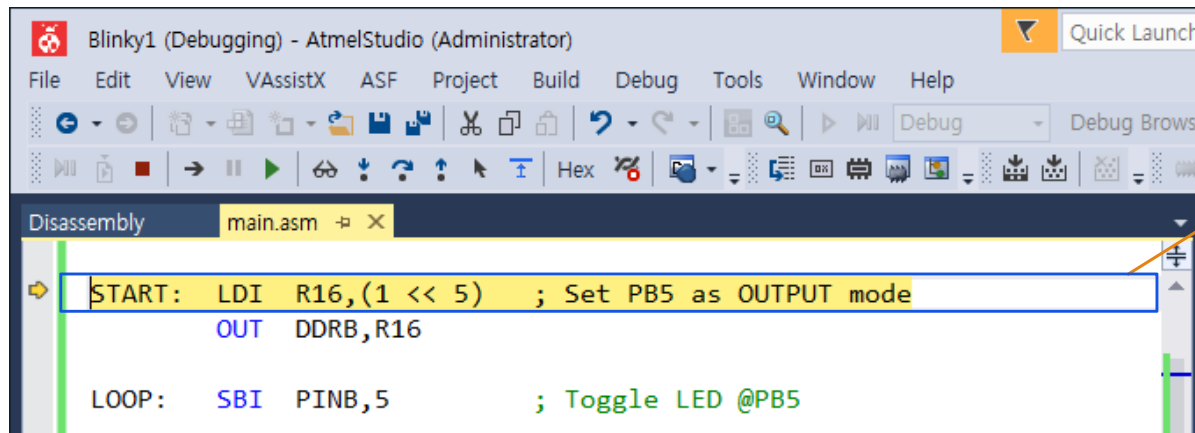 Blinky1 (Debugging) - AtmelStudio (Administrator)
Quick Launch
File Edit View VAssistX ASF Project Build Debug Tools Window Help
Debug Debug Brows
Hex
Disassembly main.asm
START: LDI R16,(1 << 5) ; Set PB5 as OUTPUT mode
OUT DDRB,R16
LOOP: SBI PINB,5 ; Toggle LED @PB5